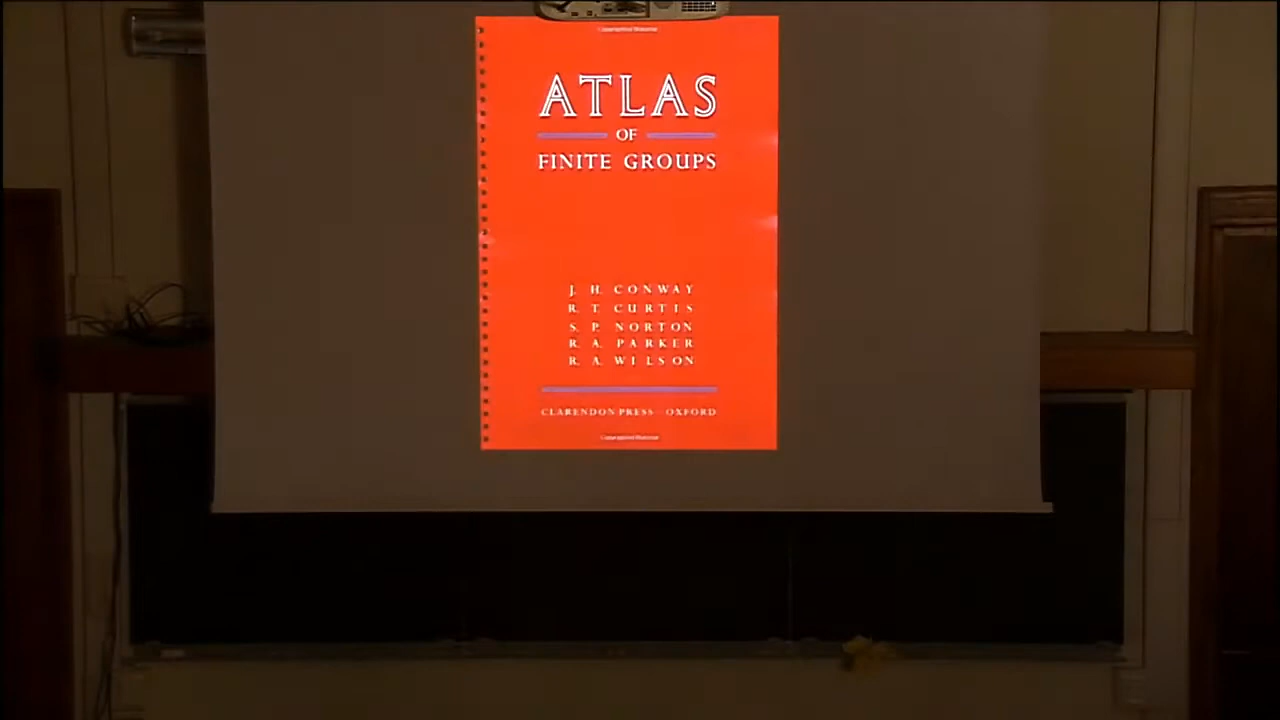 ATLAS
OF
FINITE GROUPS
J. H. CONWAY
R. T. CURTIS
S. P. NORTON
R. A. PARKER
R. A. WILSON
CLARENDON PRESS OXFORD